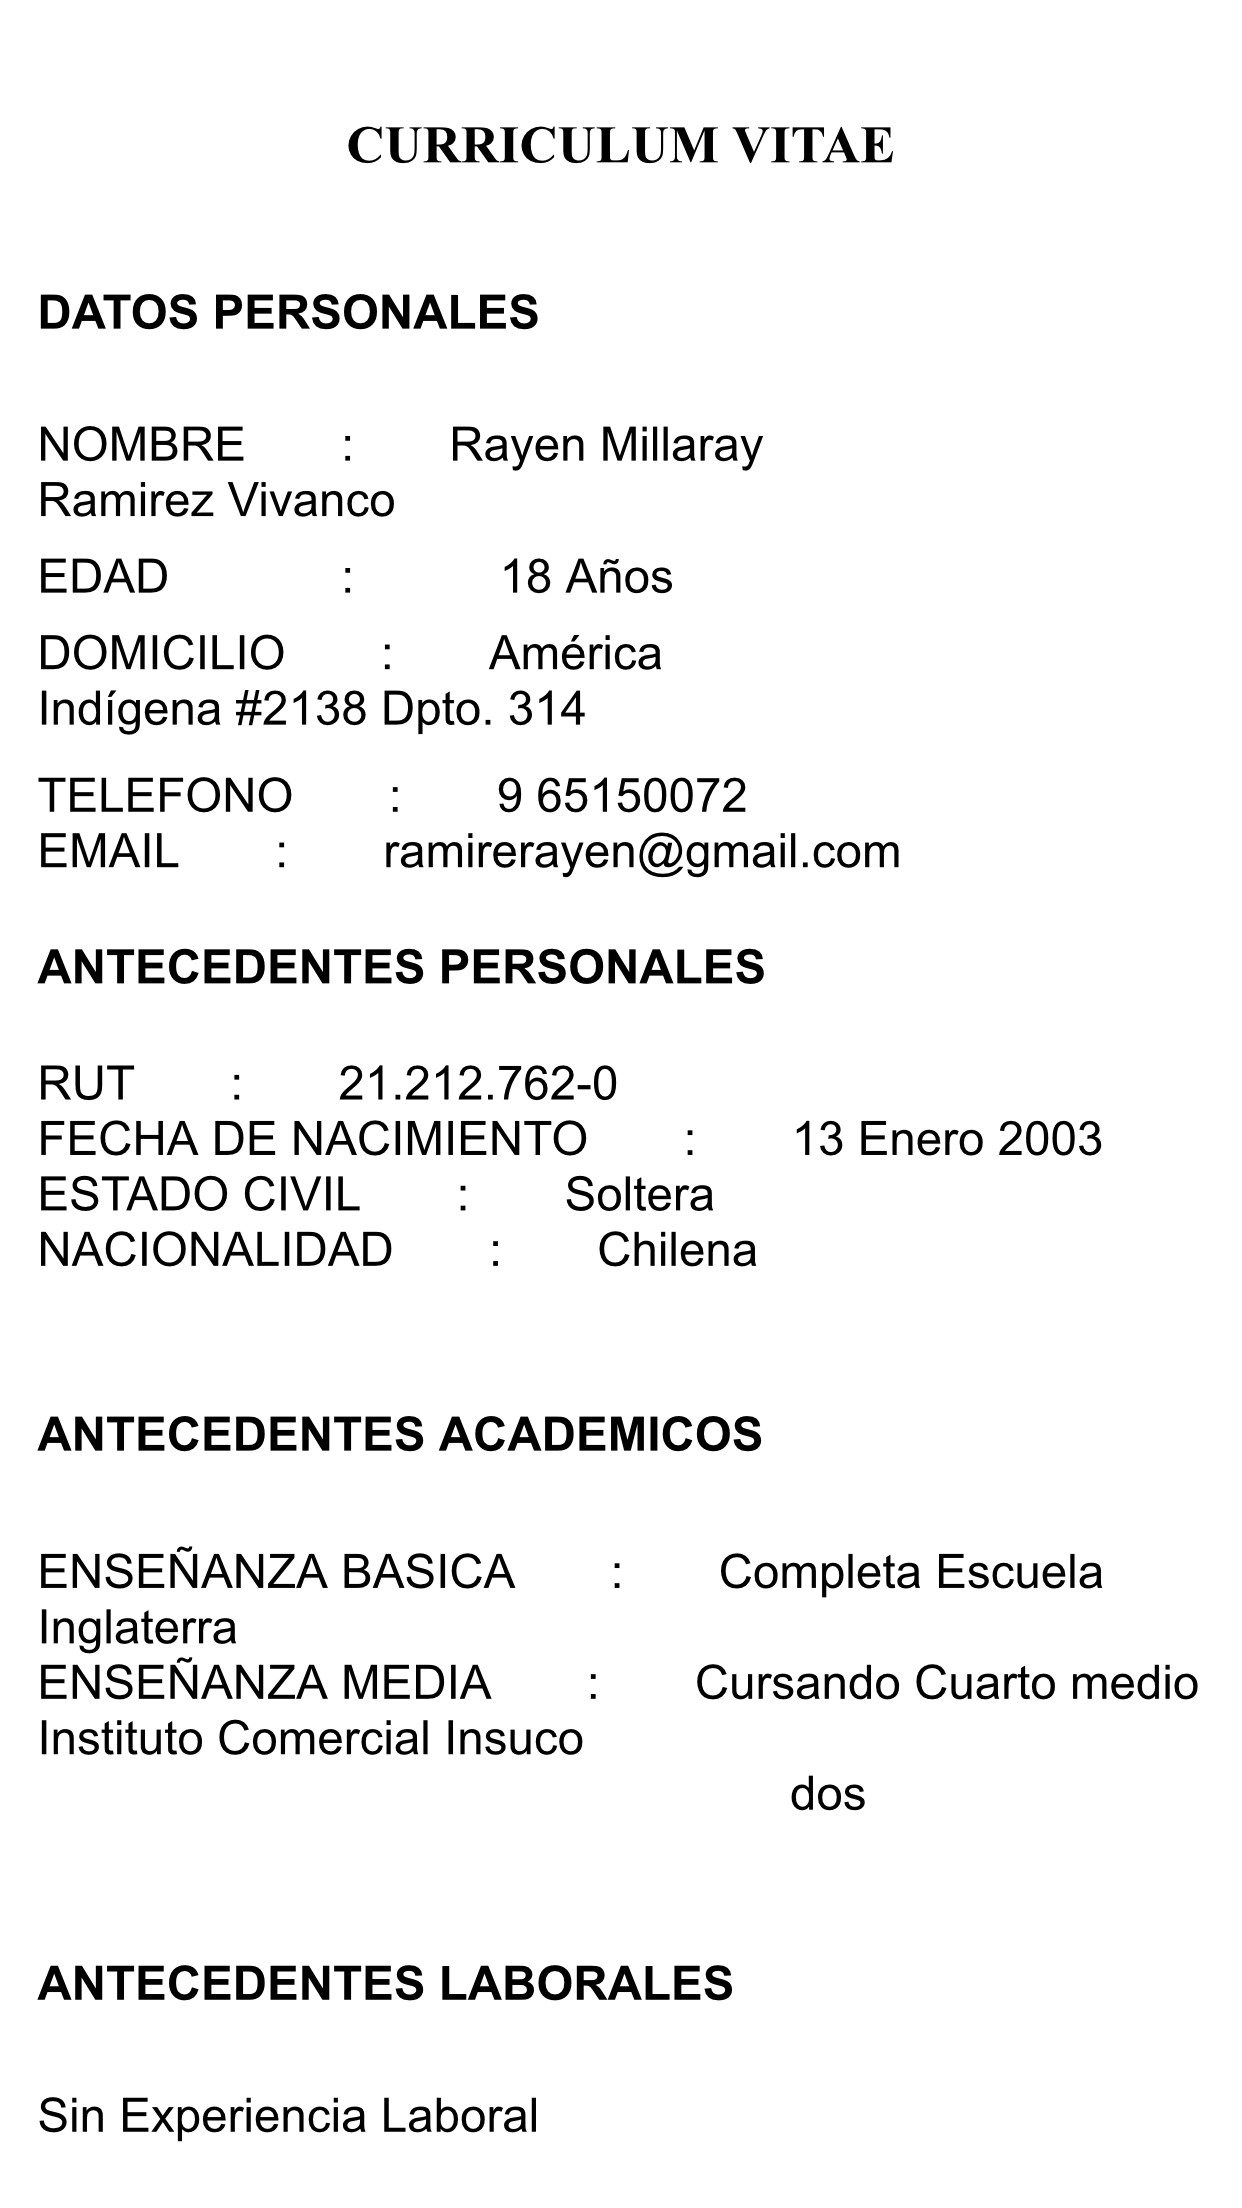 CURRICULUM VITAE
DATOS PERSONALES
NOMBRE : Rayen Millaray
Ramirez Vivanco
EDAD : 18 Años
DOMICILIO : América
Indígena #2138 Dpto. 314
TELEFONO : 9 65150072
EMAIL : ramirerayen@gmail.com
ANTECEDENTES PERSONALES
RUT : 21.212.762-0
FECHA DE NACIMIENTO : 13 Enero 2003
ESTADO CIVIL : Soltera
NACIONALIDAD : Chilena
ANTECEDENTES ACADEMICOS
ENSEÑANZA BASICA : Completa Escuela
Inglaterra
ENSEÑANZA MEDIA : Cursando Cuarto medio
Instituto Comercial Insuco
dos
ANTECEDENTES LABORALES
Sin Experiencia Laboral